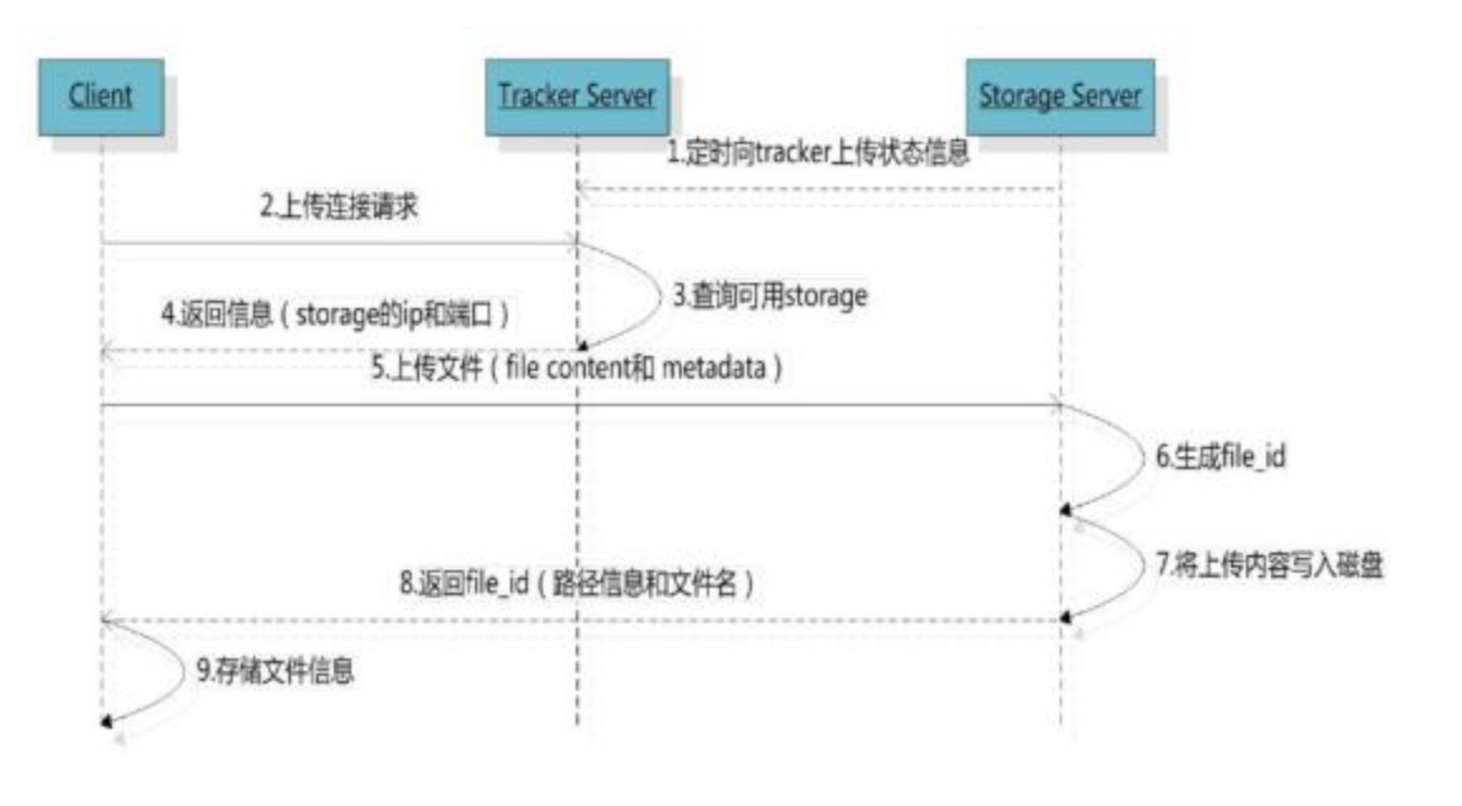 Client
Tracker Server
Storage Server
1.定时向tracker上传状态信息
2.上传连接请求
3.查询可用storage
4.返回信息（storage的ip和端口）
5.上传文件（file content和 metadata）
6.生成file_id
7.将上传内容写入磁盘
8.返回file_id（路径信息和文件名）
9.存储文件信息